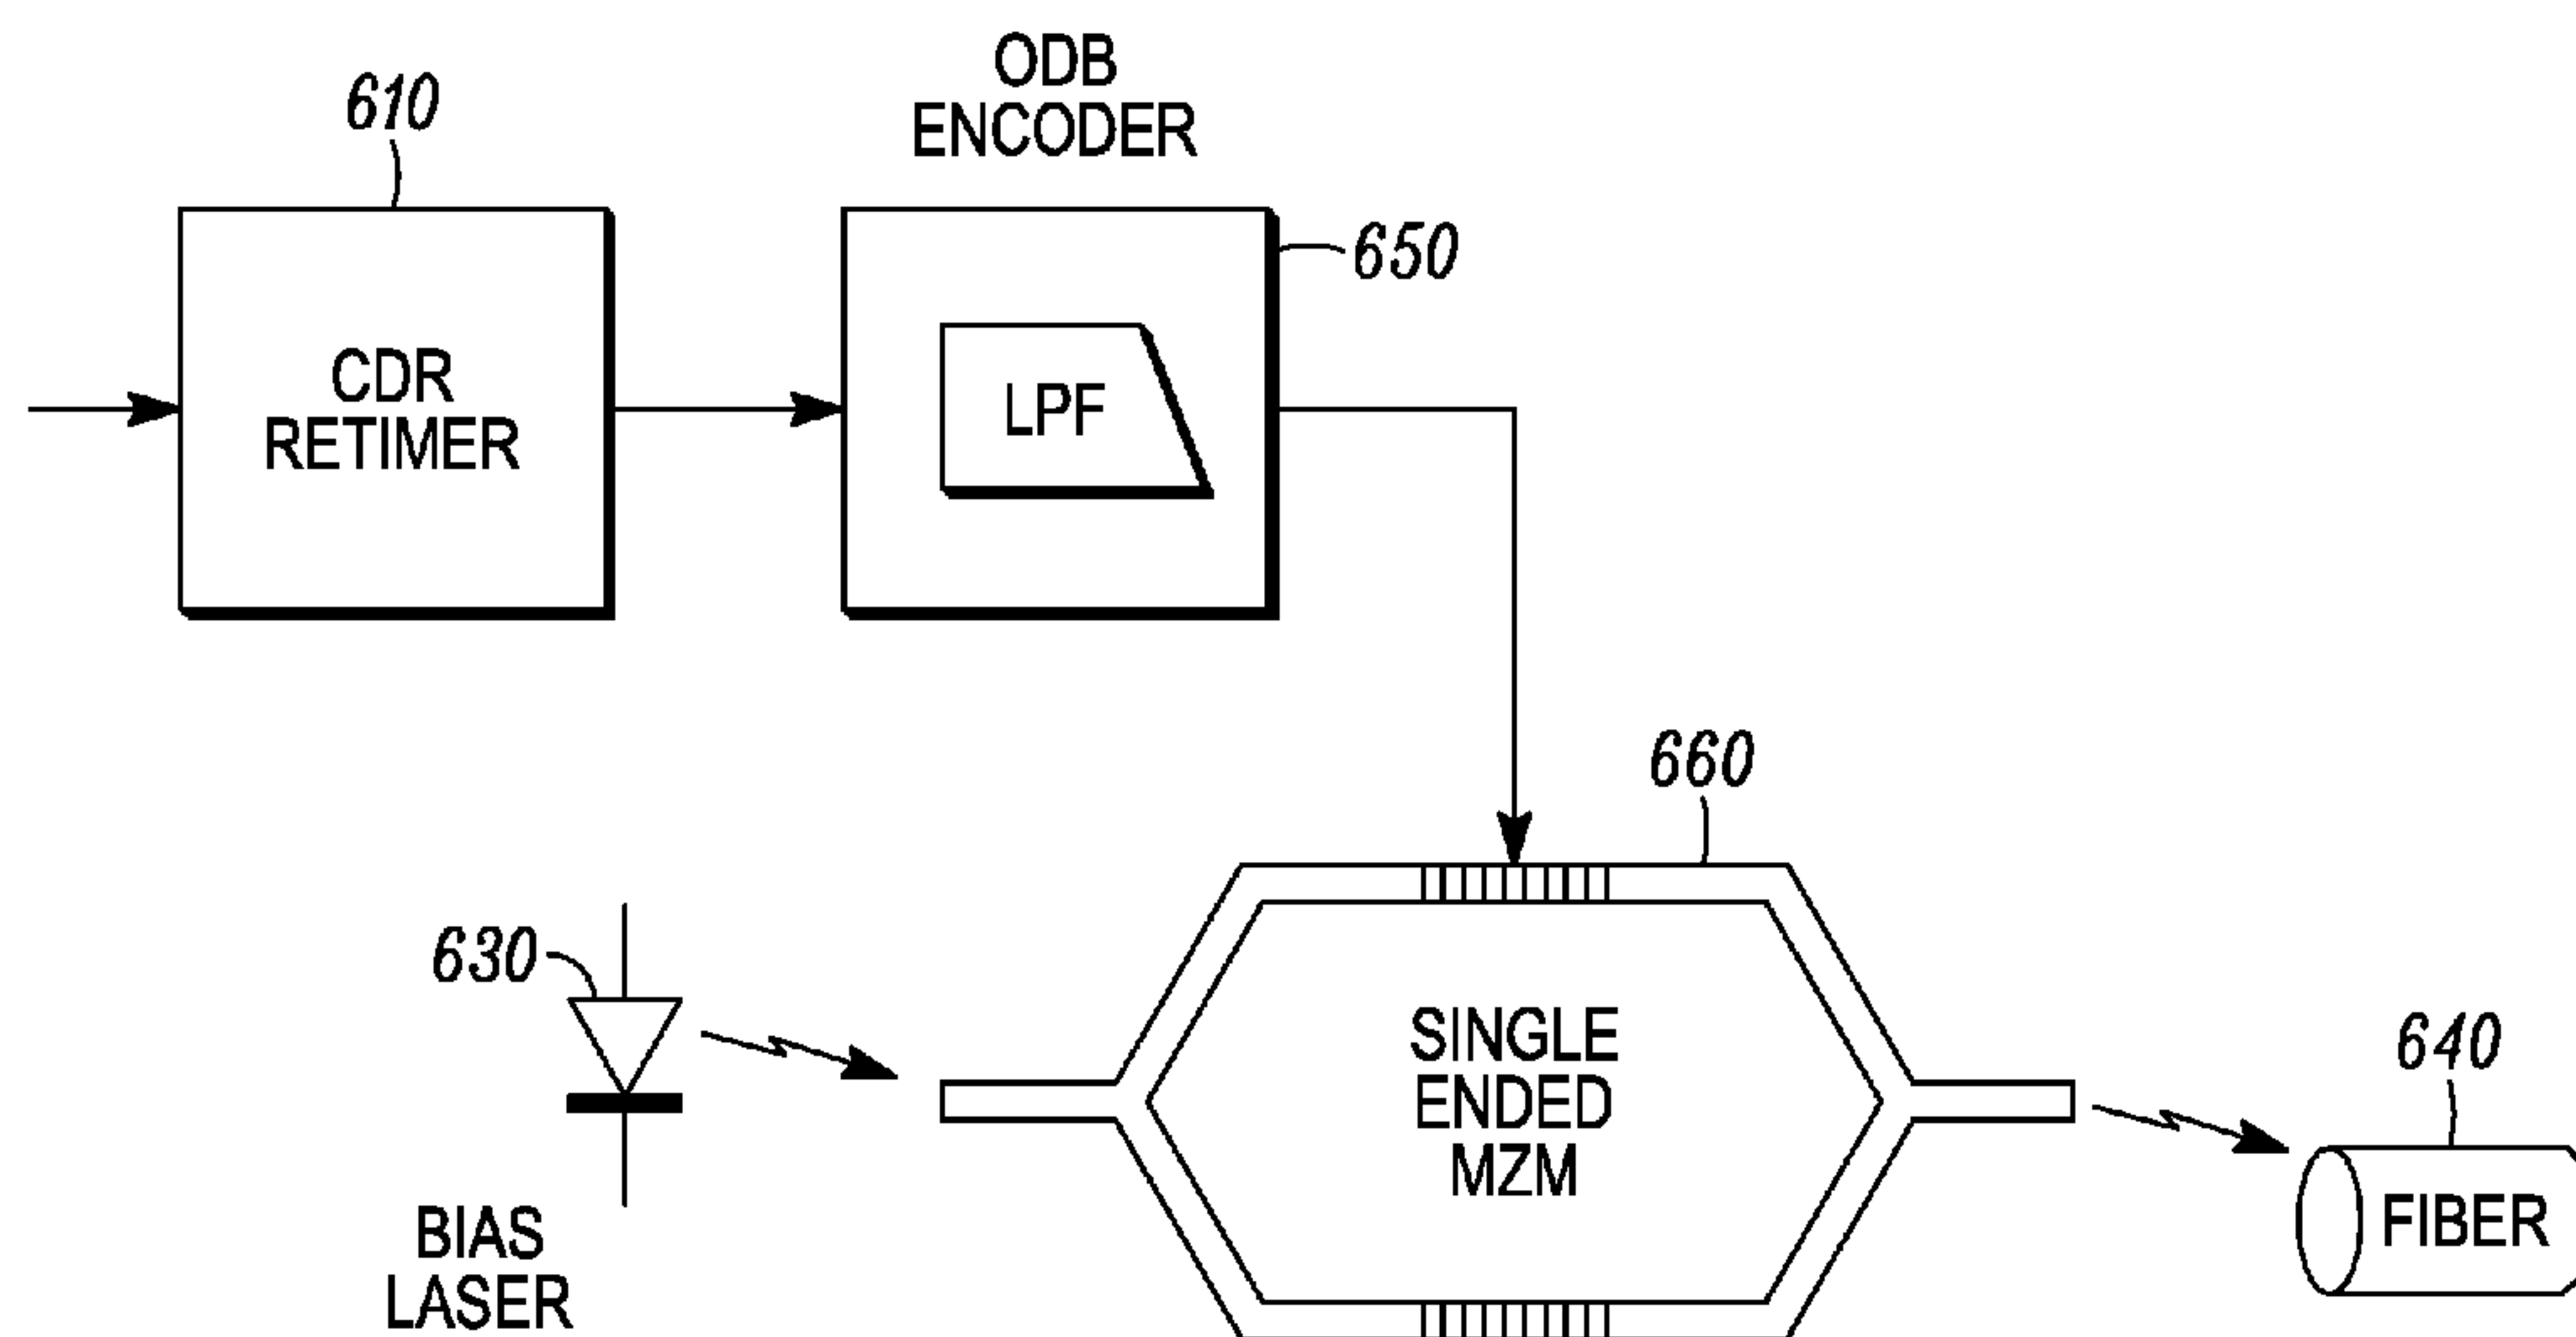 610
ODB
ENCODER
650
CDR
RETIMER
LPF
660
630
SINGLE
ENDED
MZM
640
BIAS
LASER
FIBER